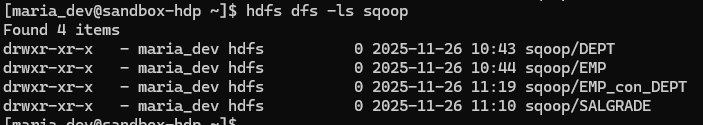 [maria_dev@sandbox-hdp ~]$ hdfs dfs -ls sqoop
Found 4 items
drwxr-xr-x   - maria_dev hdfs          0 2025-11-26 10:43 sqoop/DEPT
drwxr-xr-x   - maria_dev hdfs          0 2025-11-26 10:44 sqoop/EMP
drwxr-xr-x   - maria_dev hdfs          0 2025-11-26 11:19 sqoop/EMP_con_DEPT
drwxr-xr-x   - maria_dev hdfs          0 2025-11-26 11:10 sqoop/SALGRADE
[maria_dev@sandbox-hdp ~]$